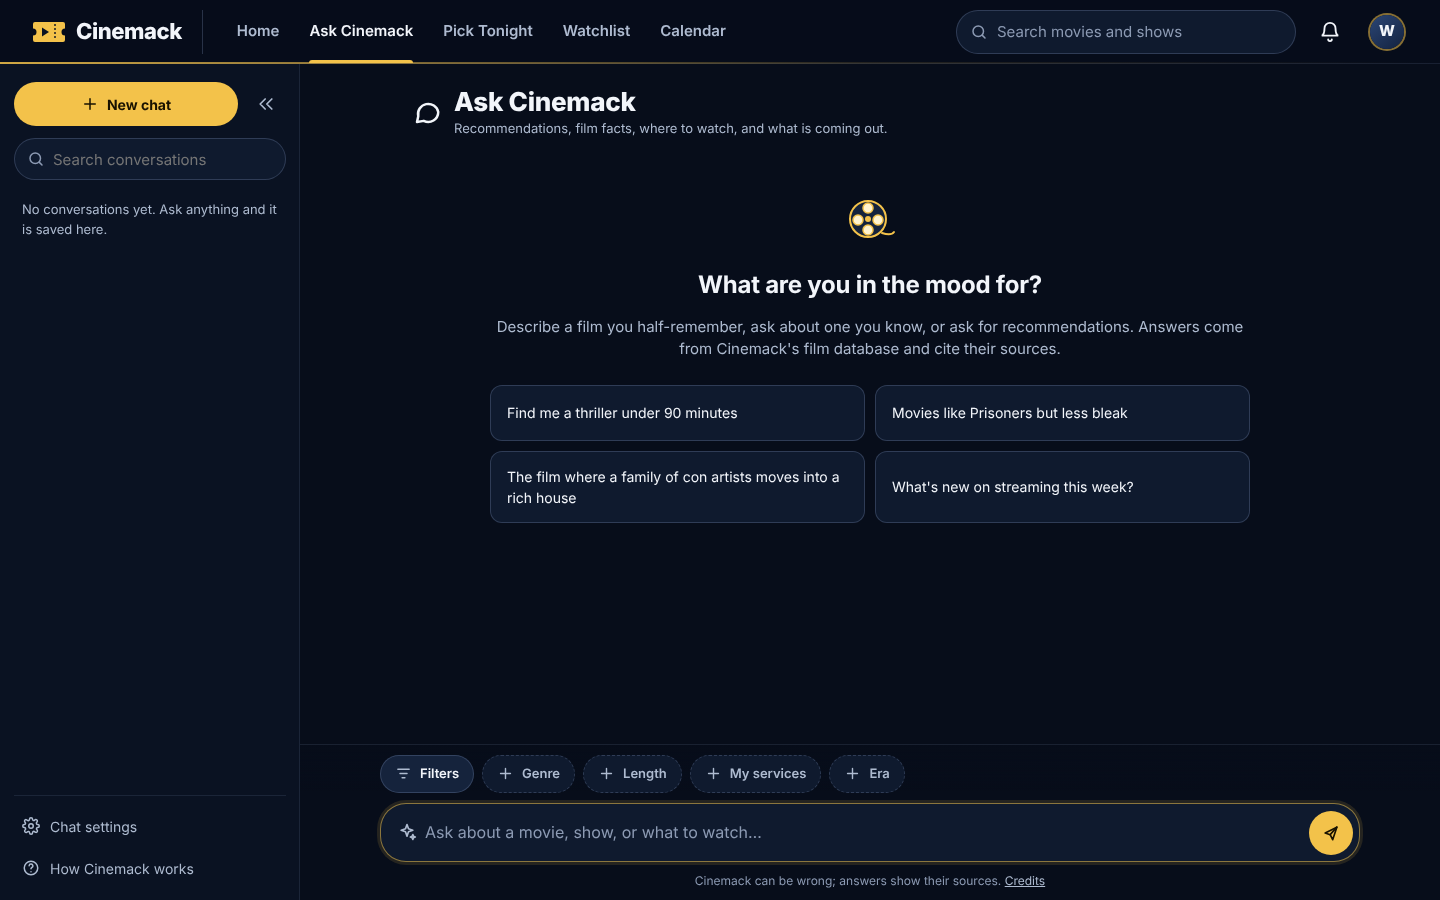 Cinemack
Home
Ask Cinemack
Pick Tonight
Watchlist
Calendar
Search movies and shows
W
New chat
Search conversations
No conversations yet. Ask anything and it
is saved here.
Chat settings
How Cinemack works
Ask Cinemack
Recommendations, film facts, where to watch, and what is coming out.
What are you in the mood for?
Describe a film you half-remember, ask about one you know, or ask for recommendations. Answers come
from Cinemack's film database and cite their sources.
Find me a thriller under 90 minutes
Movies like Prisoners but less bleak
The film where a family of con artists moves into a
rich house
What's new on streaming this week?
Filters
Genre
Length
My services
Era
Ask about a movie, show, or what to watch...
Cinemack can be wrong; answers show their sources. Credits